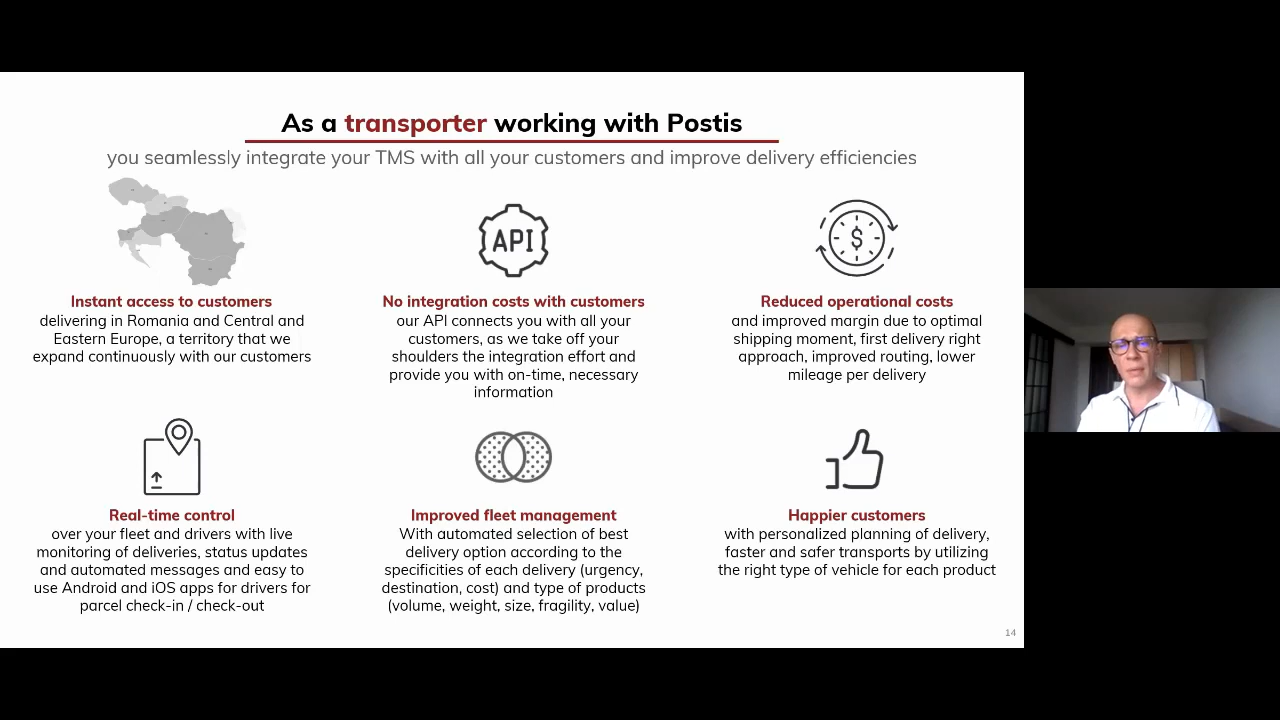 As a transporter working with Postis
you seamlessly integrate your TMS with all your customers and improve delivery efficiencies
Instant access to customers
delivering in Romania and Central and
Eastern Europe, a territory that we
expand continuously with our customers
API
No integration costs with customers
our API connects you with all your
customers, as we take off your
shoulders the integration effort and
provide you with on-time, necessary
information
$
Reduced operational costs
and improved margin due to optimal
shipping moment, first delivery right
approach, improved routing, lower
mileage per delivery
Real-time control
over your fleet and drivers with live
monitoring of deliveries, status updates
and automated messages and easy to
use Android and iOS apps for drivers for
parcel check-in / check-out
Improved fleet management
With automated selection of best
delivery option according to the
specificities of each delivery (urgency,
destination, cost) and type of products
(volume, weight, size, fragility, value)
Happier customers
with personalized planning of delivery,
faster and safer transports by utilizing
the right type of vehicle for each product
14